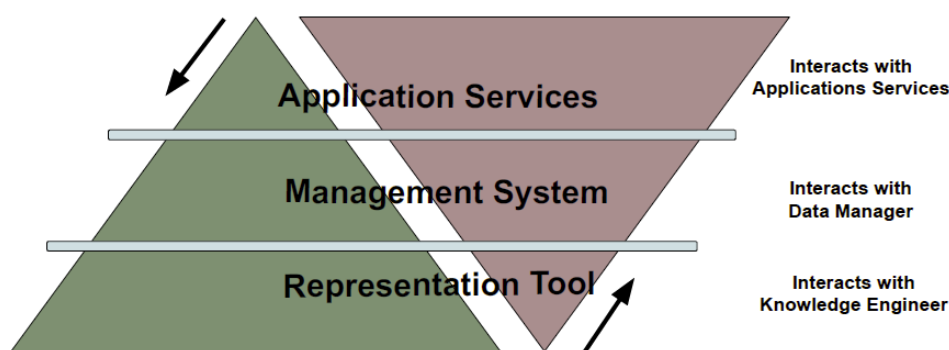 Application Services
Interacts with
Applications Services
Management System
Interacts with
Data Manager
Representation Tool
Interacts with
Knowledge Engineer